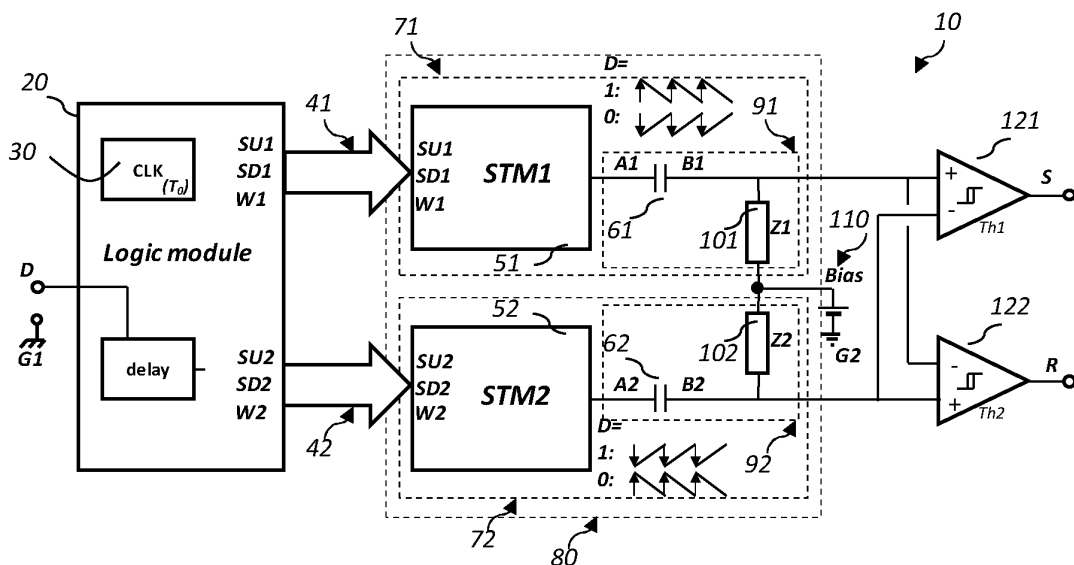 10
71
D=
1:
0:
20
30
CLK
(T₀)
SU1
SD1
W1
41
SU1
SD1
W1
STM1
51
A1
B1
61
91
101
Z1
110
Bias
G2
121
+
-
Th1
S
Logic module
D
G1
delay
SU2
SD2
W2
42
SU2
SD2
W2
STM2
52
62
A2
B2
102
Z2
D=
1:
0:
92
72
80
122
-
+
Th2
R